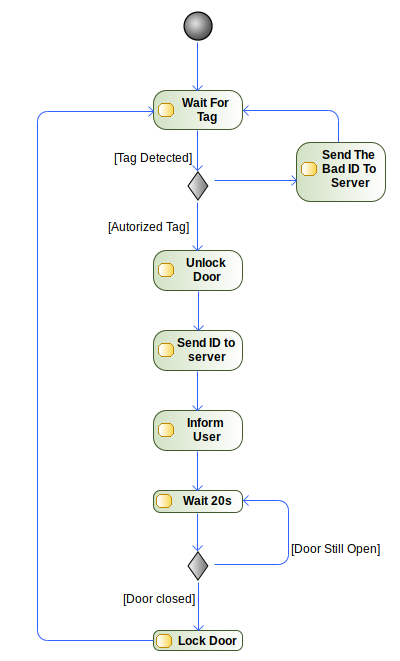 Wait For
Tag
[Tag Detected]
Send The
Bad ID To
Server
[Autorized Tag]
Unlock
Door
Send ID to
server
Inform
User
Wait 20s
[Door Still Open]
[Door closed]
Lock Door